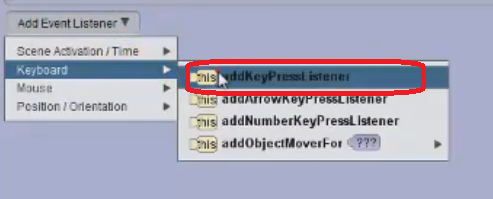 Add Event Listener ▼
Scene Activation / Time
Keyboard
Mouse
Position / Orientation
this addKeyPressListener
this addArrowKeyPressListener
this addNumberKeyPressListener
this addObjectMoverFor ???